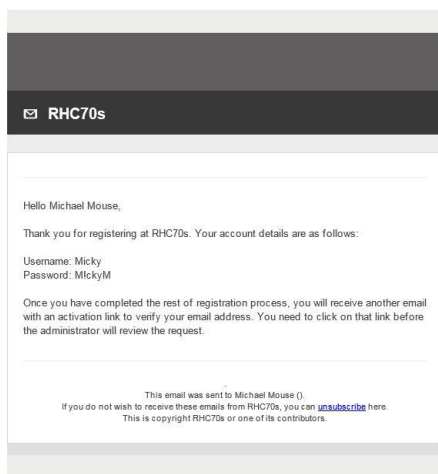 RHC70s
Hello Michael Mouse,
Thank you for registering at RHC70s. Your account details are as follows:
Username: Micky
Password: M!ckyM
Once you have completed the rest of registration process, you will receive another email
with an activation link to verify your email address. You need to click on that link before
the administrator will review the request.
.
This email was sent to Michael Mouse ().
If you do not wish to receive these emails from RHC70s, you can unsubscribe here.
This is copyright RHC70s or one of its contributors.